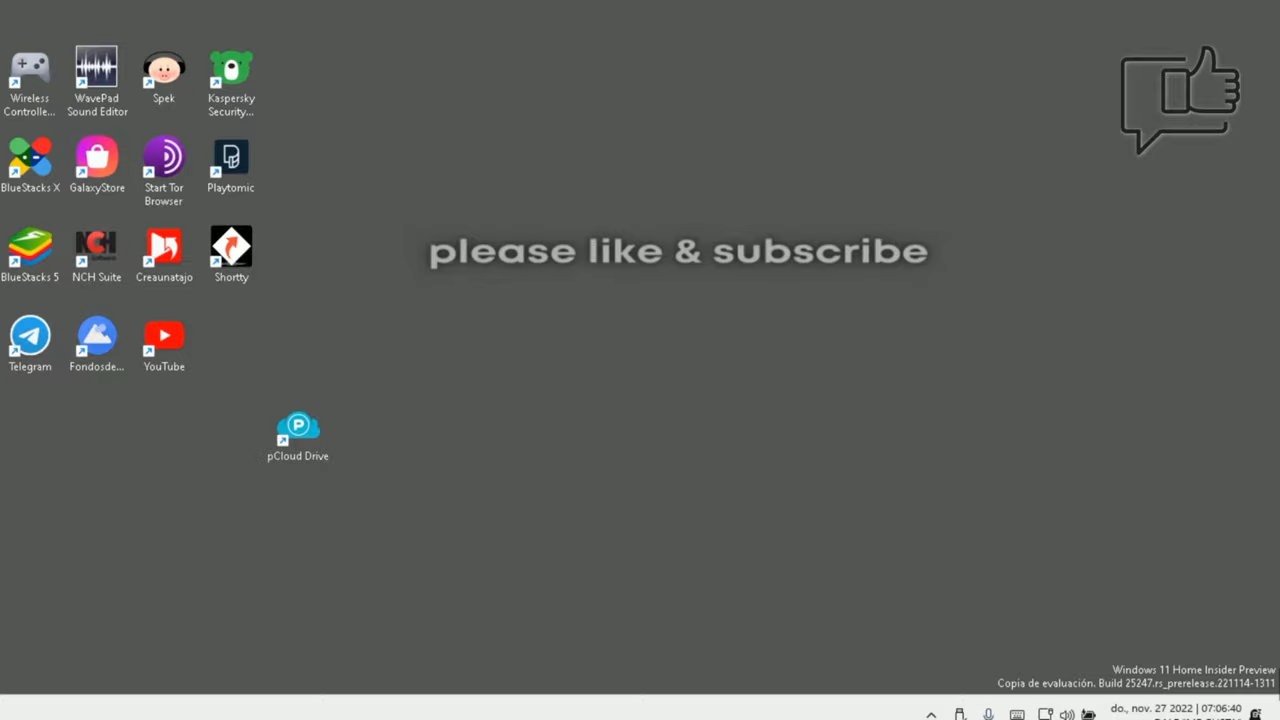 Wireless
Controlle...
WavePad
Sound Editor
Spek
Kaspersky
Security...
BlueStacks X
GalaxyStore
Start Tor
Browser
Playtomic
please like & subscribe
BlueStacks 5
NCH
NCH Suite
Creaunatajo
Shortty
Telegram
Fondosde...
YouTube
P
pCloud Drive
Windows 11 Home Insider Preview
Copia de evaluación. Build 25247.rs_prerelease.221114-1311
do., nov. 27 2022 | 07:06:40